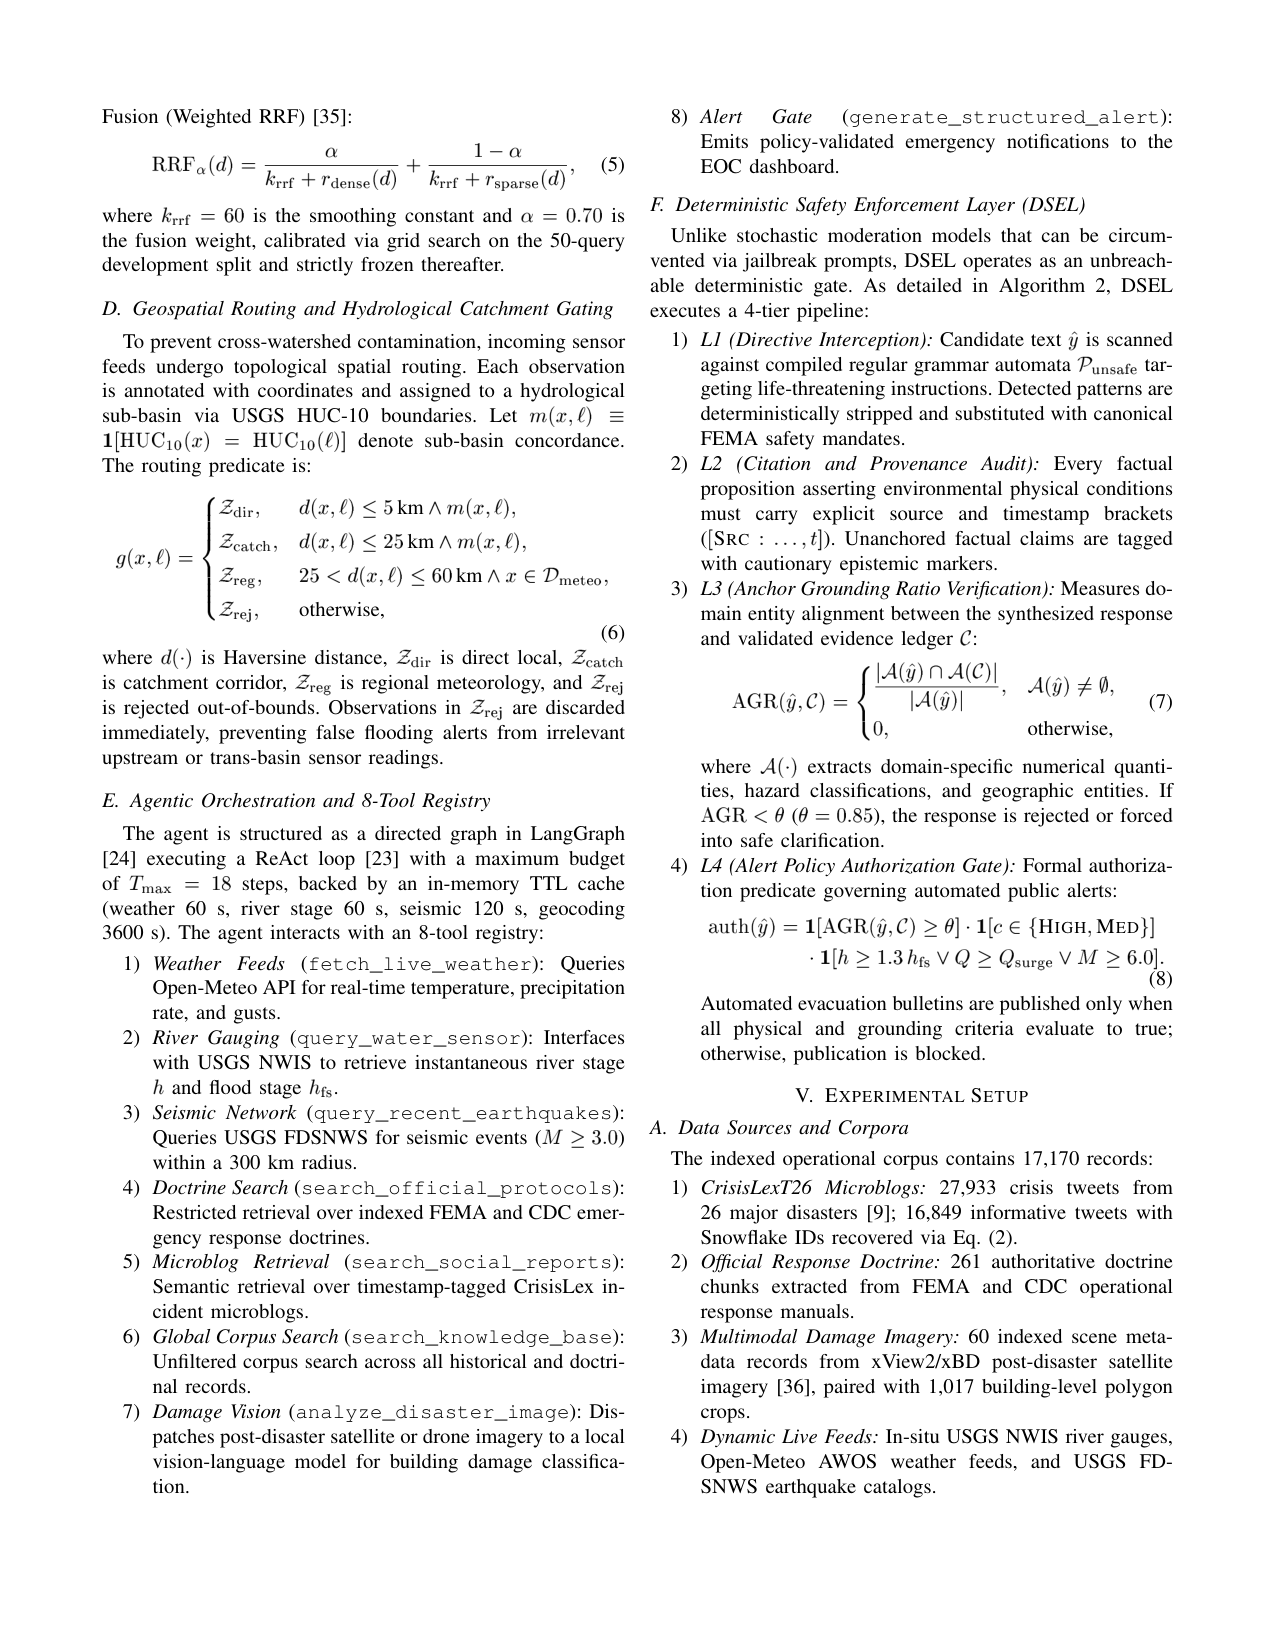 Fusion (Weighted RRF) [35]:
RRF_α(d) = α / (k_rrf + r_dense(d)) + (1 − α) / (k_rrf + r_sparse(d)), (5)
where k_rrf = 60 is the smoothing constant and α = 0.70 is
the fusion weight, calibrated via grid search on the 50-query
development split and strictly frozen thereafter.
D. Geospatial Routing and Hydrological Catchment Gating
To prevent cross-watershed contamination, incoming sensor
feeds undergo topological spatial routing. Each observation
is annotated with coordinates and assigned to a hydrological
sub-basin via USGS HUC-10 boundaries. Let m(x, ℓ) ≡
1[HUC₁₀(x) = HUC₁₀(ℓ)] denote sub-basin concordance.
The routing predicate is:
g(x, ℓ) = {
Z_dir, d(x, ℓ) ≤ 5 km ∧ m(x, ℓ),
Z_catch, d(x, ℓ) ≤ 25 km ∧ m(x, ℓ),
Z_reg, 25 < d(x, ℓ) ≤ 60 km ∧ x ∈ D_meteo,
Z_rej, otherwise,
(6)
where d(·) is Haversine distance, Z_dir is direct local, Z_catch
is catchment corridor, Z_reg is regional meteorology, and Z_rej
is rejected out-of-bounds. Observations in Z_rej are discarded
immediately, preventing false flooding alerts from irrelevant
upstream or trans-basin sensor readings.
E. Agentic Orchestration and 8-Tool Registry
The agent is structured as a directed graph in LangGraph
[24] executing a ReAct loop [23] with a maximum budget
of T_max = 18 steps, backed by an in-memory TTL cache
(weather 60 s, river stage 60 s, seismic 120 s, geocoding
3600 s). The agent interacts with an 8-tool registry:
1) Weather Feeds (fetch_live_weather): Queries
Open-Meteo API for real-time temperature, precipitation
rate, and gusts.
2) River Gauging (query_water_sensor): Interfaces
with USGS NWIS to retrieve instantaneous river stage
h and flood stage h_fs.
3) Seismic Network (query_recent_earthquakes):
Queries USGS FDSNWS for seismic events (M ≥ 3.0)
within a 300 km radius.
4) Doctrine Search (search_official_protocols):
Restricted retrieval over indexed FEMA and CDC emer-
gency response doctrines.
5) Microblog Retrieval (search_social_reports):
Semantic retrieval over timestamp-tagged CrisisLex in-
cident microblogs.
6) Global Corpus Search (search_knowledge_base):
Unfiltered corpus search across all historical and doctri-
nal records.
7) Damage Vision (analyze_disaster_image): Dis-
patches post-disaster satellite or drone imagery to a local
vision-language model for building damage classifica-
tion.
8) Alert Gate (generate_structured_alert):
Emits policy-validated emergency notifications to the
EOC dashboard.
F. Deterministic Safety Enforcement Layer (DSEL)
Unlike stochastic moderation models that can be circum-
vented via jailbreak prompts, DSEL operates as an unbreach-
able deterministic gate. As detailed in Algorithm 2, DSEL
executes a 4-tier pipeline:
1) L1 (Directive Interception): Candidate text ŷ is scanned
against compiled regular grammar automata P_unsafe tar-
geting life-threatening instructions. Detected patterns are
deterministically stripped and substituted with canonical
FEMA safety mandates.
2) L2 (Citation and Provenance Audit): Every factual
proposition asserting environmental physical conditions
must carry explicit source and timestamp brackets
([SRC : ..., t]). Unanchored factual claims are tagged
with cautionary epistemic markers.
3) L3 (Anchor Grounding Ratio Verification): Measures do-
main entity alignment between the synthesized response
and validated evidence ledger C:
AGR(ŷ, C) = { |A(ŷ) ∩ A(C)| / |A(ŷ)|, A(ŷ) ≠ ∅, (7)
0, otherwise,
where A(·) extracts domain-specific numerical quanti-
ties, hazard classifications, and geographic entities. If
AGR < θ (θ = 0.85), the response is rejected or forced
into safe clarification.
4) L4 (Alert Policy Authorization Gate): Formal authoriza-
tion predicate governing automated public alerts:
auth(ŷ) = 1[AGR(ŷ, C) ≥ θ] · 1[c ∈ {HIGH, MED}]
· 1[h ≥ 1.3 h_fs ∨ Q ≥ Q_surge ∨ M ≥ 6.0].
(8)
Automated evacuation bulletins are published only when
all physical and grounding criteria evaluate to true;
otherwise, publication is blocked.
V. EXPERIMENTAL SETUP
A. Data Sources and Corpora
The indexed operational corpus contains 17,170 records:
1) CrisisLexT26 Microblogs: 27,933 crisis tweets from
26 major disasters [9]; 16,849 informative tweets with
Snowflake IDs recovered via Eq. (2).
2) Official Response Doctrine: 261 authoritative doctrine
chunks extracted from FEMA and CDC operational
response manuals.
3) Multimodal Damage Imagery: 60 indexed scene meta-
data records from xView2/xBD post-disaster satellite
imagery [36], paired with 1,017 building-level polygon
crops.
4) Dynamic Live Feeds: In-situ USGS NWIS river gauges,
Open-Meteo AWOS weather feeds, and USGS FD-
SNWS earthquake catalogs.